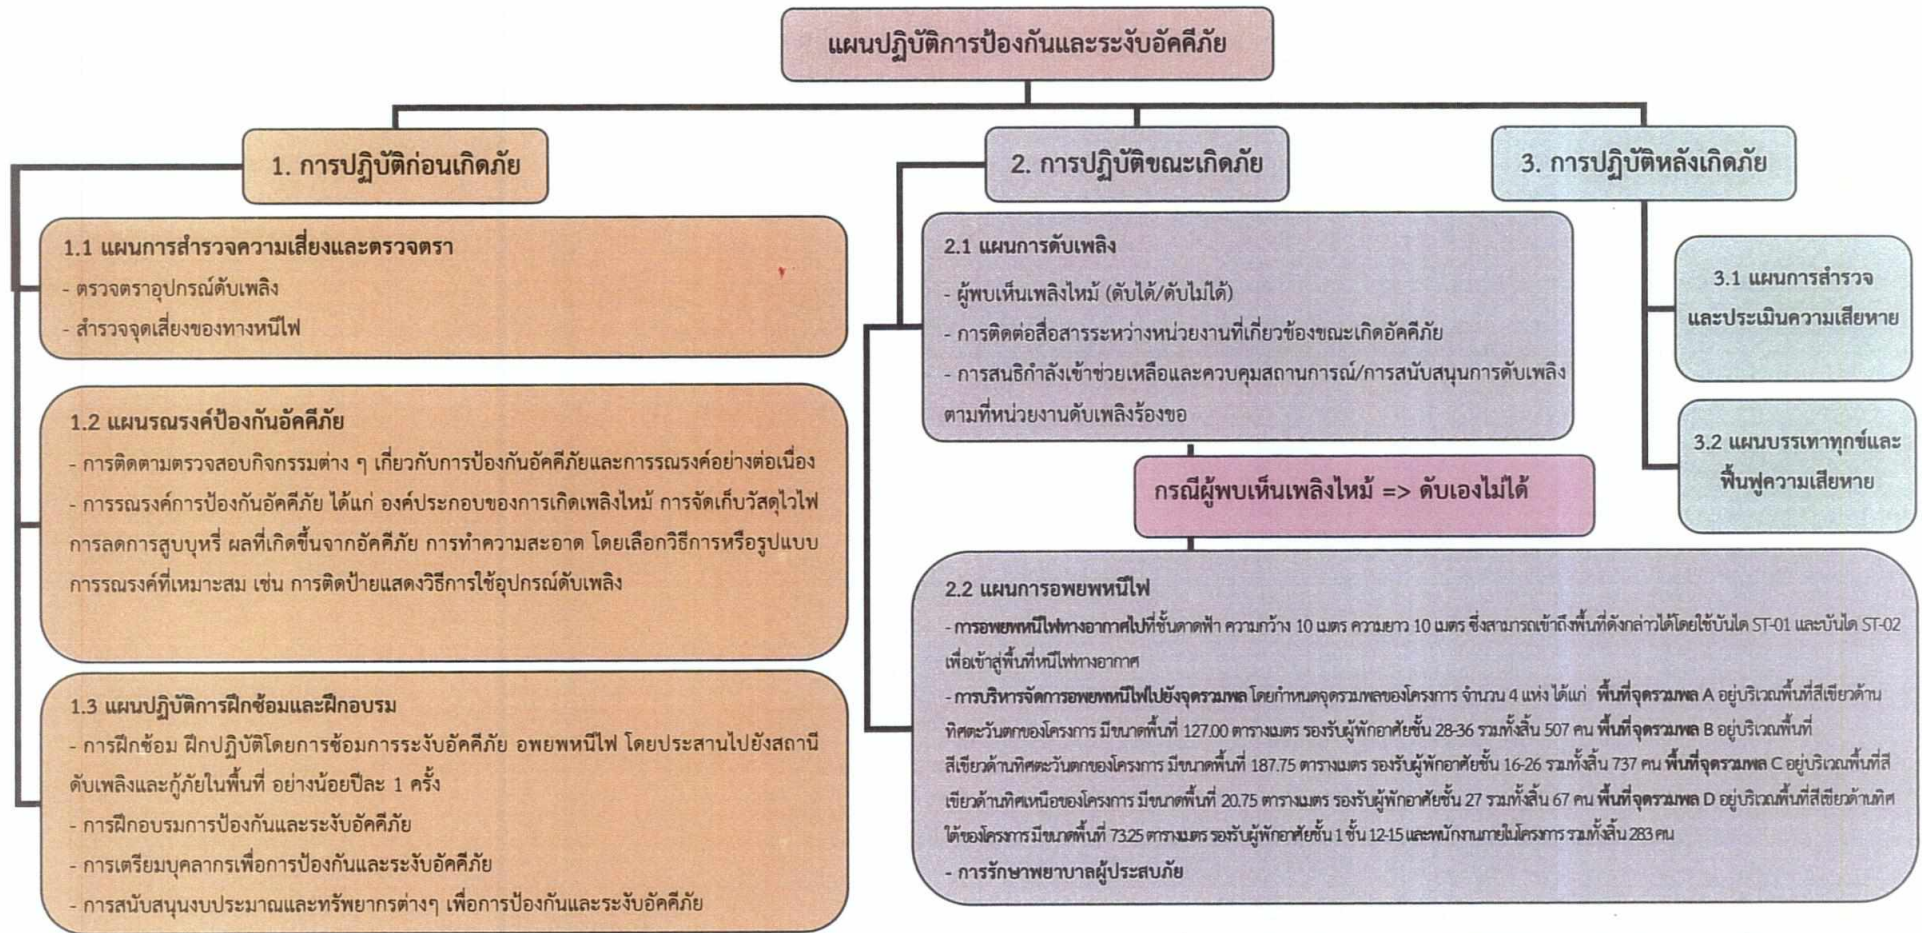 แผนปฏิบัติการป้องกันและระงับอัคคีภัย
1. การปฏิบัติก่อนเกิดภัย
1.1 แผนการสำรวจความเสี่ยงและตรวจตรา
- ตรวจตราอุปกรณ์ดับเพลิง
- สำรวจจุดเสี่ยงของทางหนีไฟ
1.2 แผนรณรงค์ป้องกันอัคคีภัย
- การติดตามตรวจสอบกิจกรรมต่าง ๆ เกี่ยวกับการป้องกันอัคคีภัยและการรณรงค์อย่างต่อเนื่อง
- การรณรงค์การป้องกันอัคคีภัย ได้แก่ องค์ประกอบของการเกิดเพลิงไหม้ การจัดเก็บวัสดุไวไฟ
การลดการสูบบุหรี่ ผลที่เกิดขึ้นจากอัคคีภัย การทำความสะอาด โดยเลือกวิธีการหรือรูปแบบ
การรณรงค์ที่เหมาะสม เช่น การติดป้ายแสดงวิธีการใช้อุปกรณ์ดับเพลิง
1.3 แผนปฏิบัติการฝึกซ้อมและฝึกอบรม
- การฝึกซ้อม ฝึกปฏิบัติโดยการซ้อมการระงับอัคคีภัย อพยพหนีไฟ โดยประสานไปยังสถานี
ดับเพลิงและกู้ภัยในพื้นที่ อย่างน้อยปีละ 1 ครั้ง
- การฝึกอบรมการป้องกันและระงับอัคคีภัย
- การเตรียมบุคลากรเพื่อการป้องกันและระงับอัคคีภัย
- การสนับสนุนงบประมาณและทรัพยากรต่างๆ เพื่อการป้องกันและระงับอัคคีภัย
2. การปฏิบัติขณะเกิดภัย
2.1 แผนการดับเพลิง
- ผู้พบเห็นเพลิงไหม้ (ดับได้/ดับไม่ได้)
- การติดต่อสื่อสารระหว่างหน่วยงานที่เกี่ยวข้องขณะเกิดอัคคีภัย
- การสนธิกำลังเข้าช่วยเหลือและควบคุมสถานการณ์/การสนับสนุนการดับเพลิง
ตามที่หน่วยงานดับเพลิงร้องขอ
กรณีผู้พบเห็นเพลิงไหม้ => ดับเองไม่ได้
2.2 แผนการอพยพหนีไฟ
- การอพยพหนีไฟทางอากาศไปที่ชั้นดาดฟ้า ความกว้าง 10 เมตร ความยาว 10 เมตร ซึ่งสามารถเข้าถึงพื้นที่ดังกล่าวได้โดยใช้บันได ST-01 และบันได ST-02
เพื่อเข้าสู่พื้นที่หนีไฟทางอากาศ
- การบริหารจัดการอพยพหนีไฟไปยังจุดรวมพล โดยกำหนดจุดรวมพลของโครงการ จำนวน 4 แห่ง ได้แก่ พื้นที่จุดรวมพล A อยู่บริเวณพื้นที่สีเขียวด้าน
ทิศตะวันตกของโครงการ มีขนาดพื้นที่ 127.00 ตารางเมตร รองรับผู้พักอาศัยชั้น 28-36 รวมทั้งสิ้น 507 คน พื้นที่จุดรวมพล B อยู่บริเวณพื้นที่
สีเขียวด้านทิศตะวันตกของโครงการ มีขนาดพื้นที่ 187.75 ตารางเมตร รองรับผู้พักอาศัยชั้น 16-26 รวมทั้งสิ้น 737 คน พื้นที่จุดรวมพล C อยู่บริเวณพื้นที่สี
เขียวด้านทิศเหนือของโครงการ มีขนาดพื้นที่ 20.75 ตารางเมตร รองรับผู้พักอาศัยชั้น 27 รวมทั้งสิ้น 67 คน พื้นที่จุดรวมพล D อยู่บริเวณพื้นที่สีเขียวด้านทิศ
ใต้ของโครงการ มีขนาดพื้นที่ 73.25 ตารางเมตร รองรับผู้พักอาศัยชั้น 1 ชั้น 12-15 และพนักงานภายในโครงการ รวมทั้งสิ้น 283 คน
- การรักษาพยาบาลผู้ประสบภัย
3. การปฏิบัติหลังเกิดภัย
3.1 แผนการสำรวจ
และประเมินความเสียหาย
3.2 แผนบรรเทาทุกข์และ
ฟื้นฟูความเสียหาย